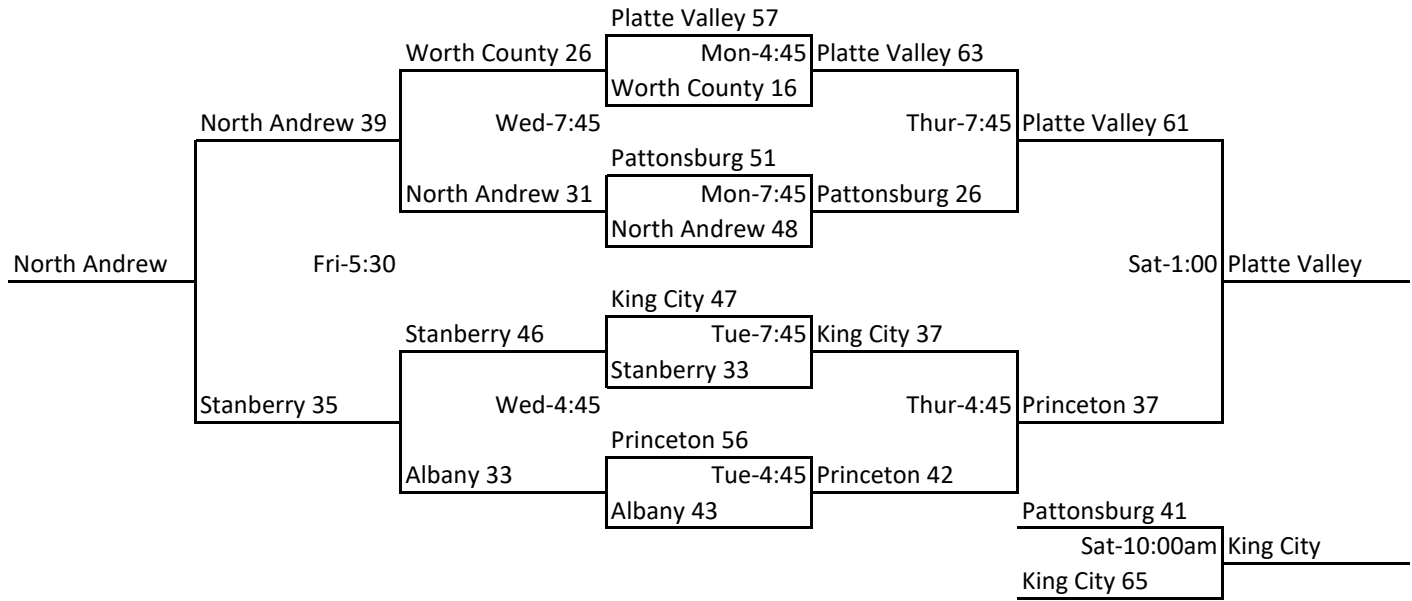 Platte Valley 57
Worth County 26
Mon-4:45
Platte Valley 63
Worth County 16
North Andrew 39
Wed-7:45
Thur-7:45
Platte Valley 61
Pattonsburg 51
North Andrew 31
Mon-7:45
Pattonsburg 26
North Andrew 48
North Andrew
Fri-5:30
Sat-1:00
Platte Valley
King City 47
Stanberry 46
Tue-7:45
King City 37
Stanberry 33
Stanberry 35
Wed-4:45
Thur-4:45
Princeton 37
Princeton 56
Albany 33
Tue-4:45
Princeton 42
Albany 43
Pattonsburg 41
Sat-10:00am
King City
King City 65